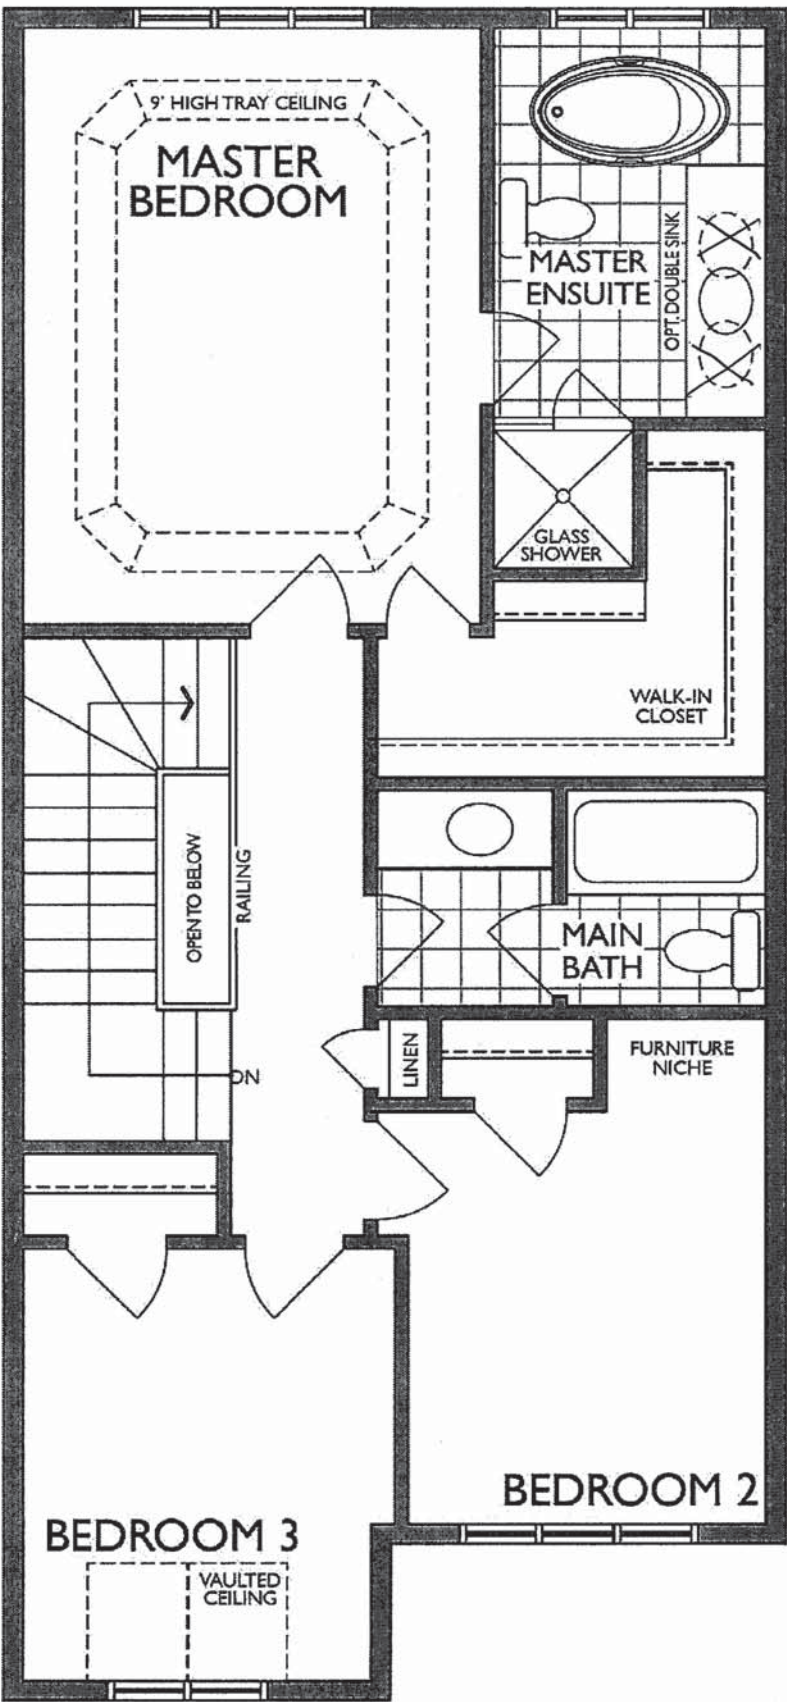 9' HIGH TRAY CEILING
MASTER
BEDROOM
MASTER
ENSUITE
OPT. DOUBLE SINK
GLASS
SHOWER
WALK-IN
CLOSET
OPEN TO BELOW
RAILING
MAIN
BATH
LINEN
FURNITURE
NICHE
DN
BEDROOM 2
BEDROOM 3
VAULTED
CEILING